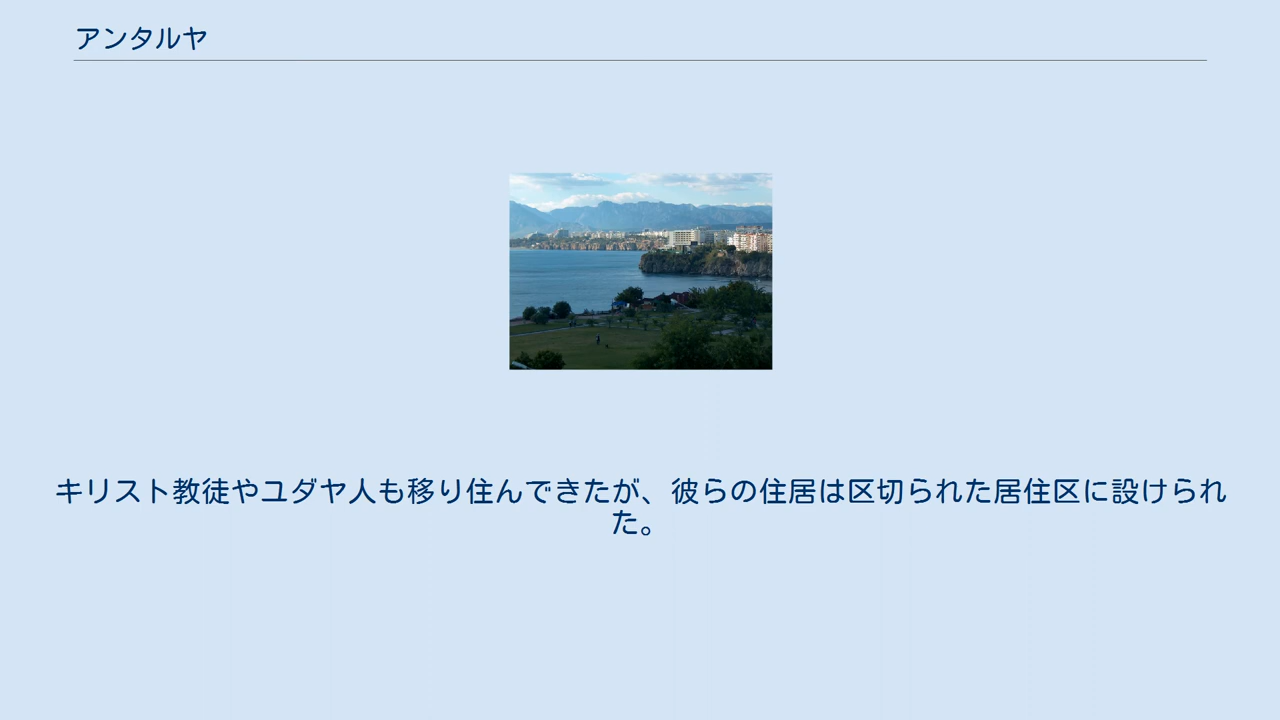 アンタルヤ
キリスト教徒やユダヤ人も移り住んできたが、彼らの住居は区切られた居住区に設けられ
た。